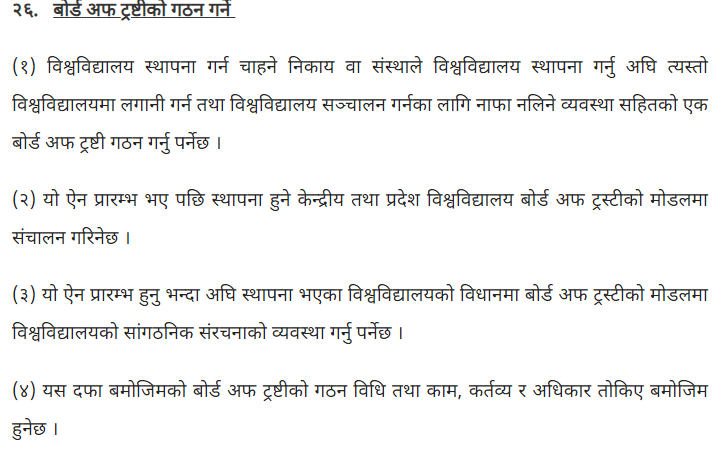 २६. बोर्ड अफ ट्रष्टीको गठन गर्ने
(१) विश्वविद्यालय स्थापना गर्न चाहने निकाय वा संस्थाले विश्वविद्यालय स्थापना गर्नु अघि त्यस्तो
विश्वविद्यालयमा लगानी गर्न तथा विश्वविद्यालय सञ्चालन गर्नका लागि नाफा नलिने व्यवस्था सहितको एक
बोर्ड अफ ट्रष्टी गठन गर्नु पर्नेछ ।
(२) यो ऐन प्रारम्भ भए पछि स्थापना हुने केन्द्रीय तथा प्रदेश विश्वविद्यालय बोर्ड अफ ट्रस्टीको मोडलमा
संचालन गरिनेछ ।
(३) यो ऐन प्रारम्भ हुनु भन्दा अघि स्थापना भएका विश्वविद्यालयको विधानमा बोर्ड अफ ट्रस्टीको मोडलमा
विश्वविद्यालयको सांगठनिक संरचनाको व्यवस्था गर्नु पर्नेछ ।
(४) यस दफा बमोजिमको बोर्ड अफ ट्रष्टीको गठन विधि तथा काम, कर्तव्य र अधिकार तोकिए बमोजिम
हुनेछ ।